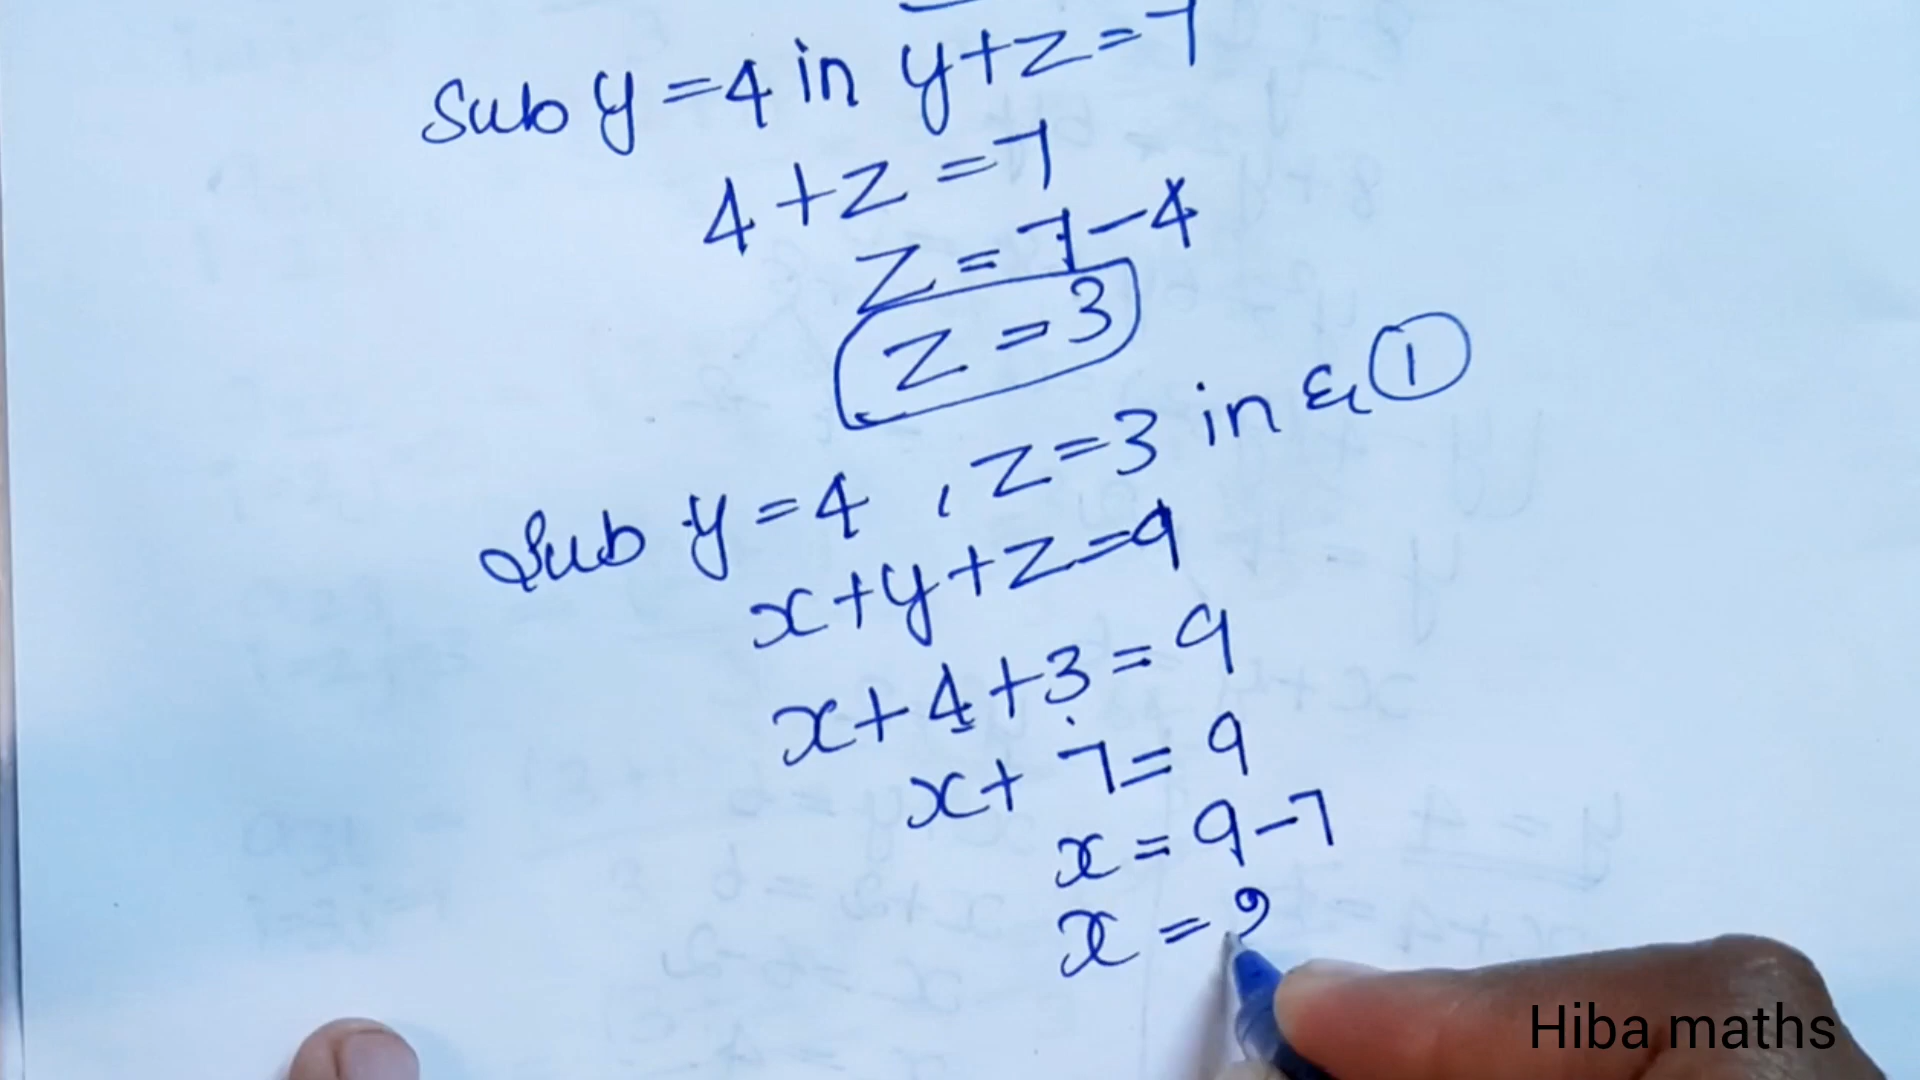 Sub y = 4 in y + z = 7
4 + z = 7
z = 7 - 4
z = 3
Sub y = 4 , z = 3 in Eq ①
x + y + z = 9
x + 4 + 3 = 9
x + 7 = 9
x = 9 - 7
x = 2
Hiba maths